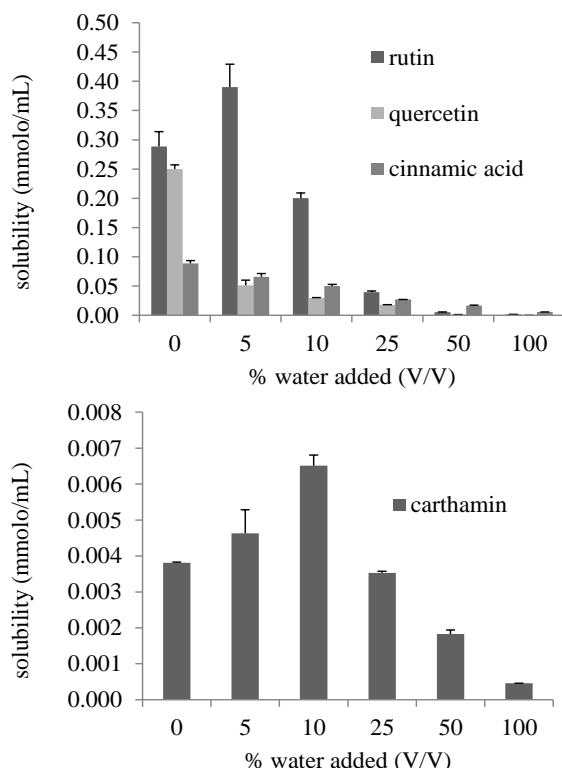 0.50
0.45
0.40
0.35
0.30
0.25
0.20
0.15
0.10
0.05
0.00
solubility (mmolo/mL)
rutin
quercetin
cinnamic acid
0 5 10 25 50 100
% water added (V/V)
0.008
0.007
0.006
0.005
0.004
0.003
0.002
0.001
0.000
solubility (mmolo/mL)
carthamin
0 5 10 25 50 100
% water added (V/V)